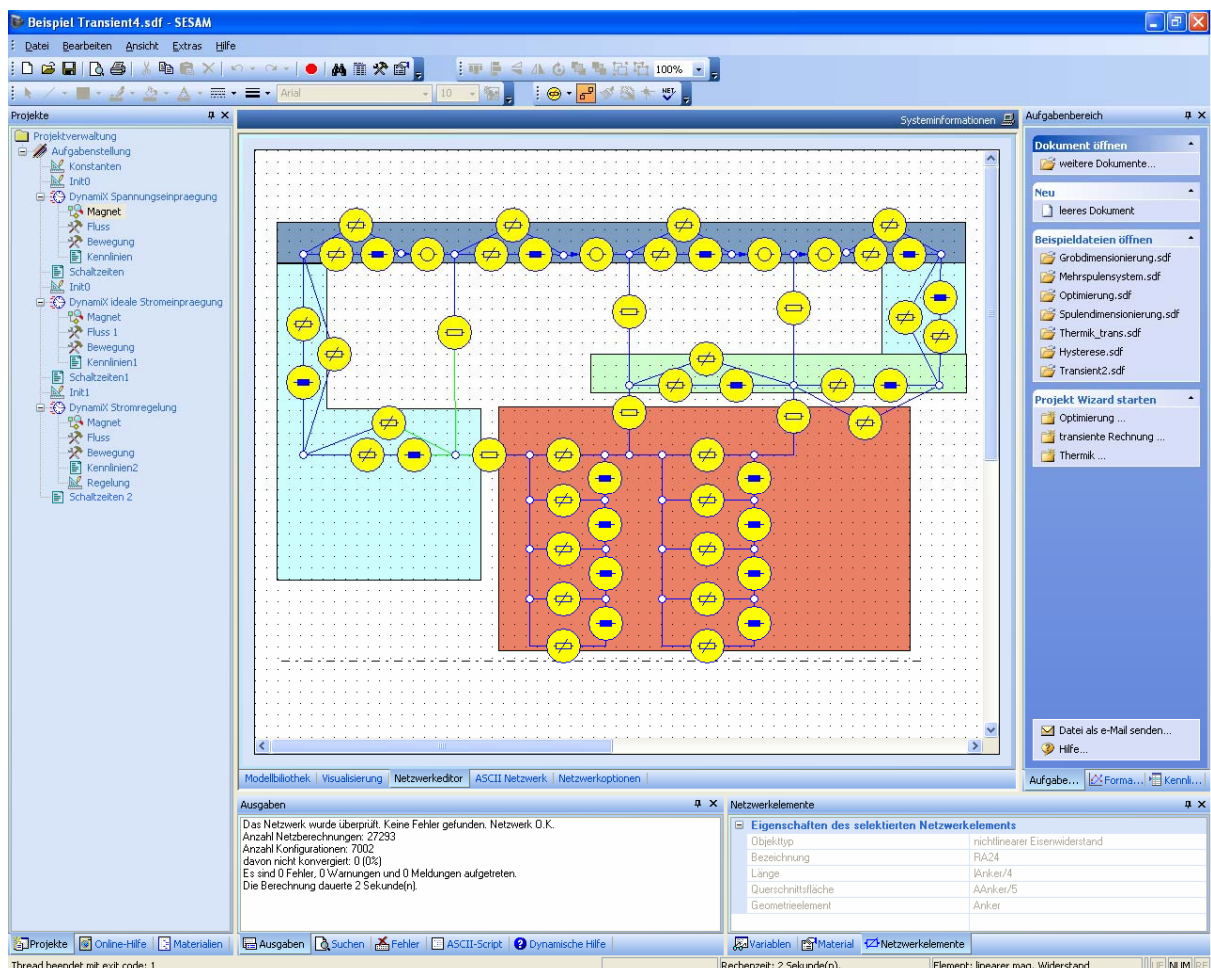 Beispiel Transient4.sdf - SESAM
Datei Bearbeiten Ansicht Extras Hilfe
100%
Arial 10 NET
Projekte
Projektverwaltung
Aufgabenstellung
Konstanten
Init0
DynamiX Spannungseinpraegung
Magnet
Fluss
Bewegung
Kennlinien
Schaltzeiten
Init0
DynamiX ideale Stromeinpraegung
Magnet
Fluss 1
Bewegung
Kennlinien1
Schaltzeiten1
Init1
DynamiX Stromregelung
Magnet
Fluss
Bewegung
Kennlinien2
Regelung
Schaltzeiten 2
Projekte Online-Hilfe Materialien
Systeminformationen
Modellbiliothek Visualisierung Netzwerkeditor ASCII Netzwerk Netzwerkoptionen
Aufgabenbereich
Dokument öffnen
weitere Dokumente...
Neu
leeres Dokument
Beispieldateien öffnen
Grobdimensionierung.sdf
Mehrspulensystem.sdf
Optimierung.sdf
Spulendimensionierung.sdf
Thermik_trans.sdf
Hysterese.sdf
Transient2.sdf
Projekt Wizard starten
Optimierung ...
transiente Rechnung ...
Thermik ...
Datei als e-Mail senden...
Hilfe...
Aufgabe... Forma... Kennli...
Ausgaben
Das Netzwerk wurde überprüft. Keine Fehler gefunden. Netzwerk O.K.
Anzahl Netzberechnungen: 27293
Anzahl Konfigurationen: 7002
davon nicht konvergiert: 0 (0%)
Es sind 0 Fehler, 0 Warnungen und 0 Meldungen aufgetreten.
Die Berechnung dauerte 2 Sekunde(n).
Ausgaben Suchen Fehler ASCII-Script Dynamische Hilfe
Netzwerkelemente
Eigenschaften des selektierten Netzwerkelements
Objekttyp nichtlinearer Eisenwiderstand
Bezeichnung RA24
Länge lAnker/4
Querschnittsfläche AAnker/5
Geometrieelement Anker
Variablen Material Netzwerkelemente
Thread beendet mit exit code: 1 Rechenzeit: 2 Sekunde(n). Element: linearer mag. Widerstand UF NUM RF